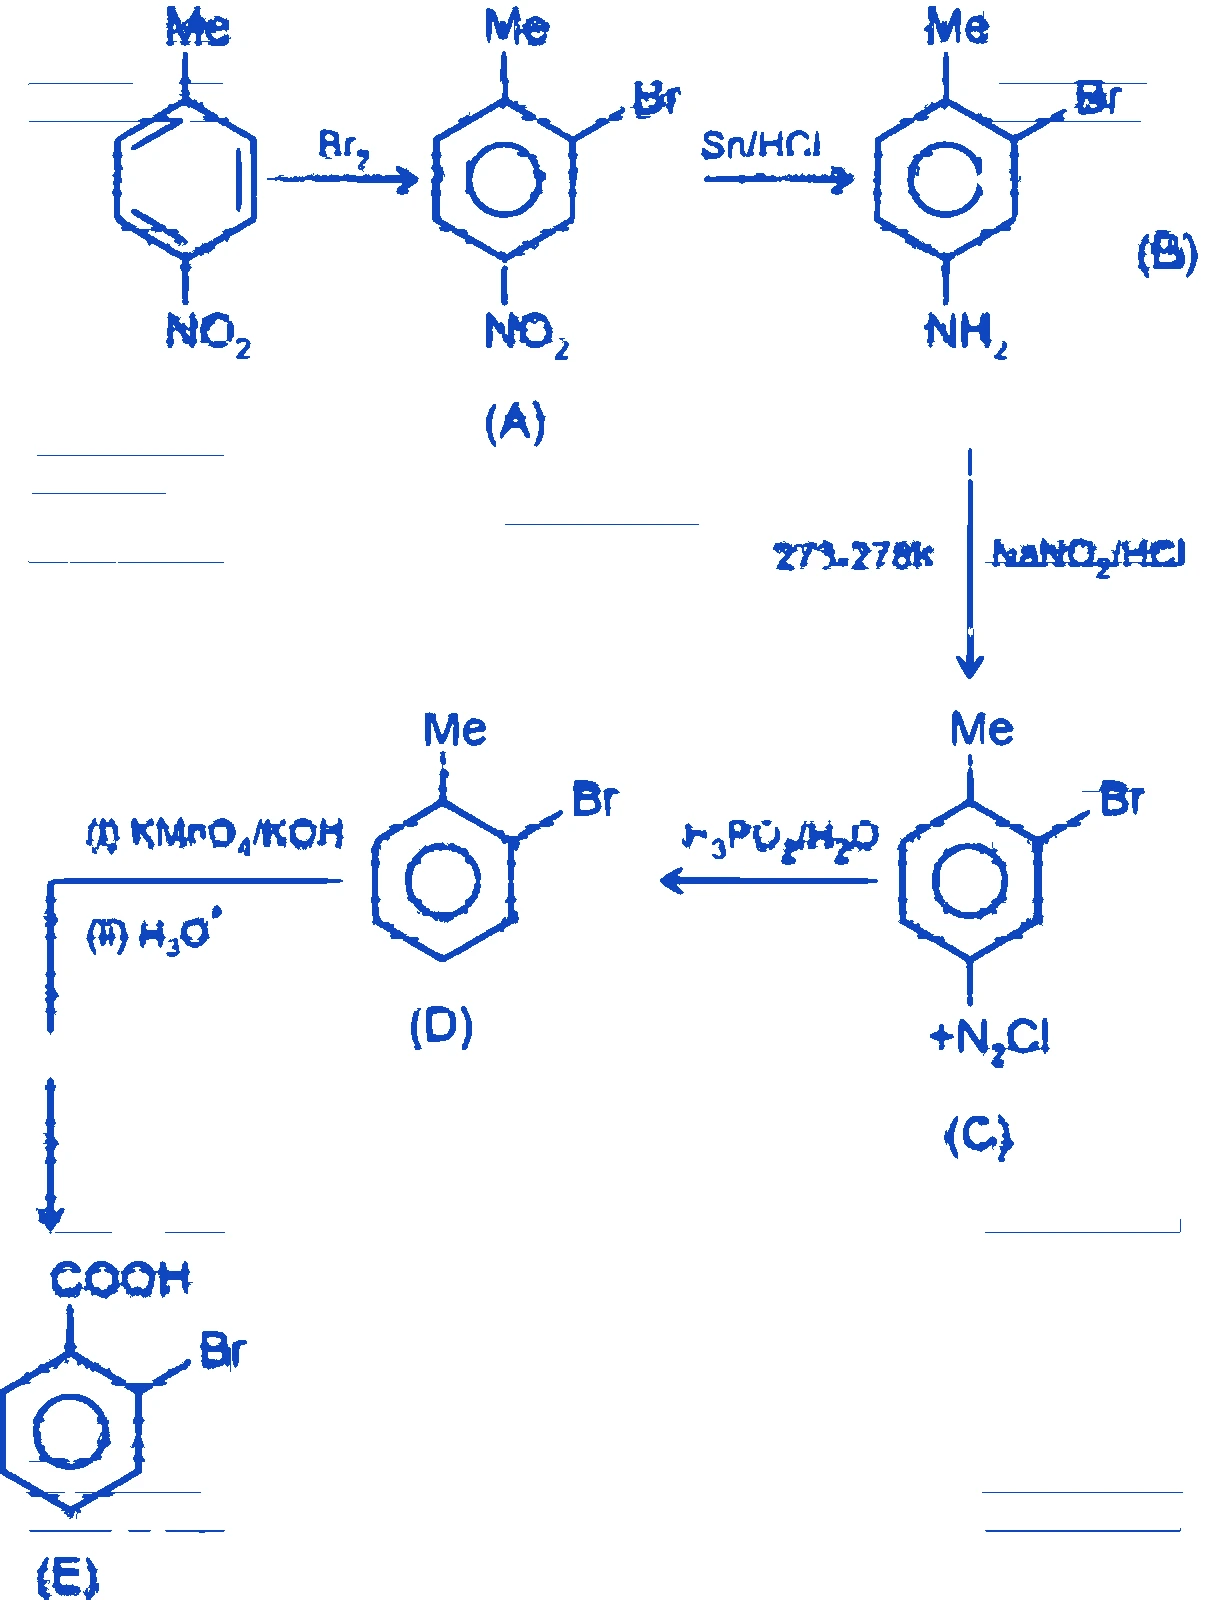 Me Me Me
Br Br
Br2 Sn/HCl
(B)
NO2 NO2 NH2
(A)
273-278k NaNO2/HCl
Me Me
Br Br
(i) KMnO4/KOH H3PO2/H2O
(ii) H3O+
(D) +N2Cl
(C)
COOH
Br
(E)